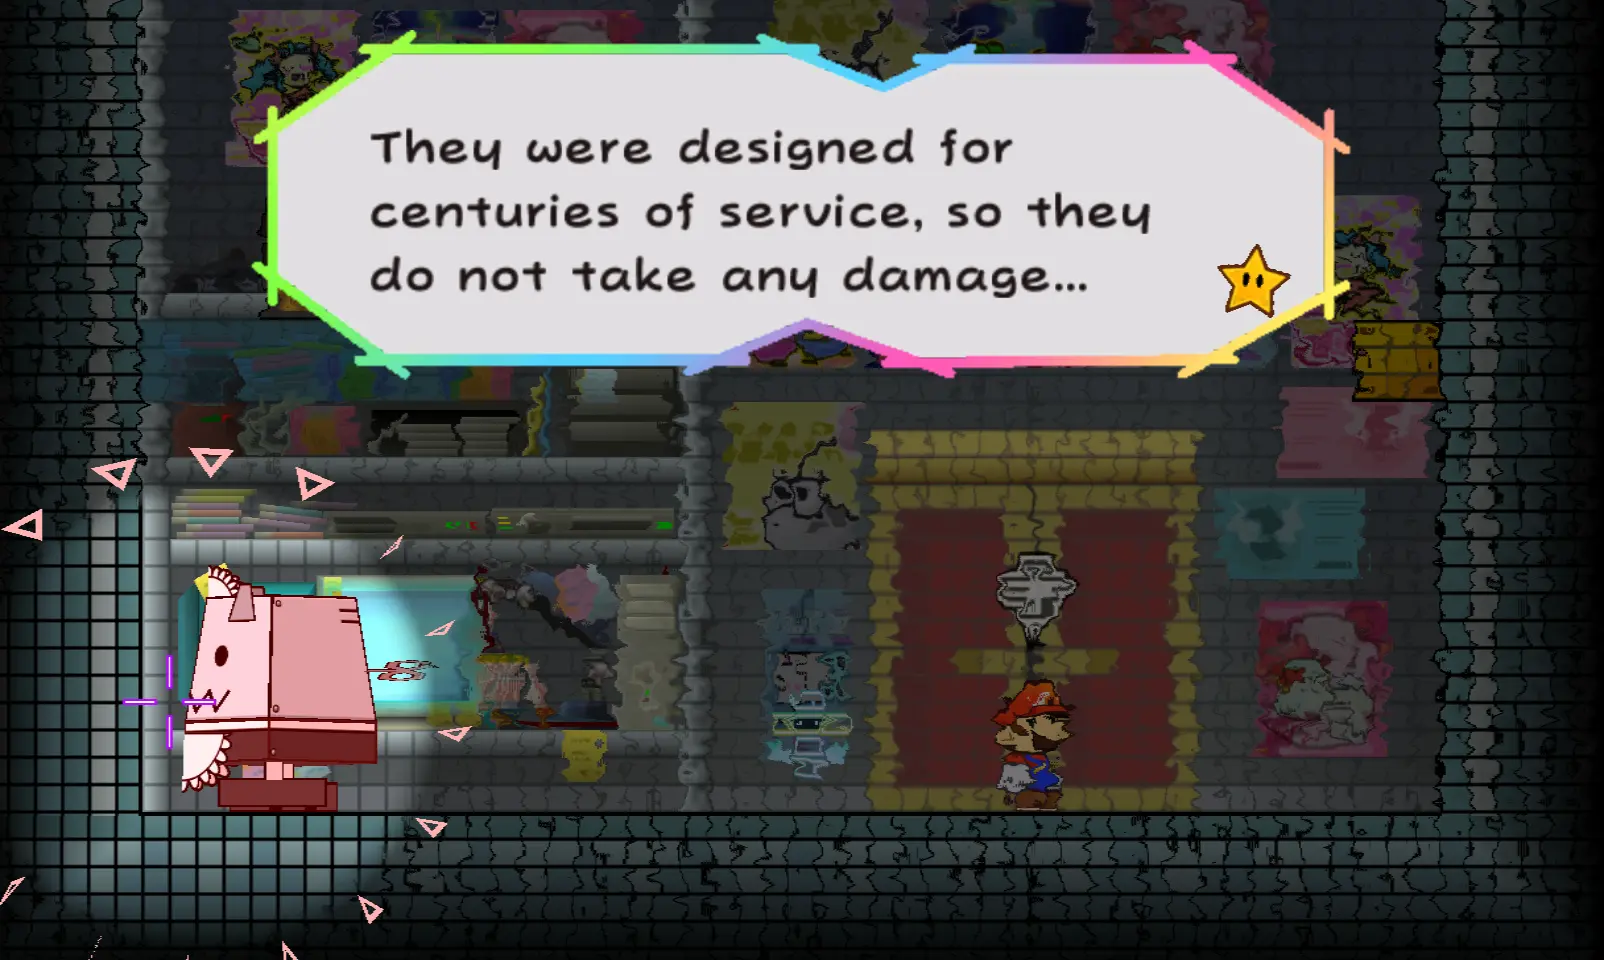 They were designed for
centuries of service, so they
do not take any damage...